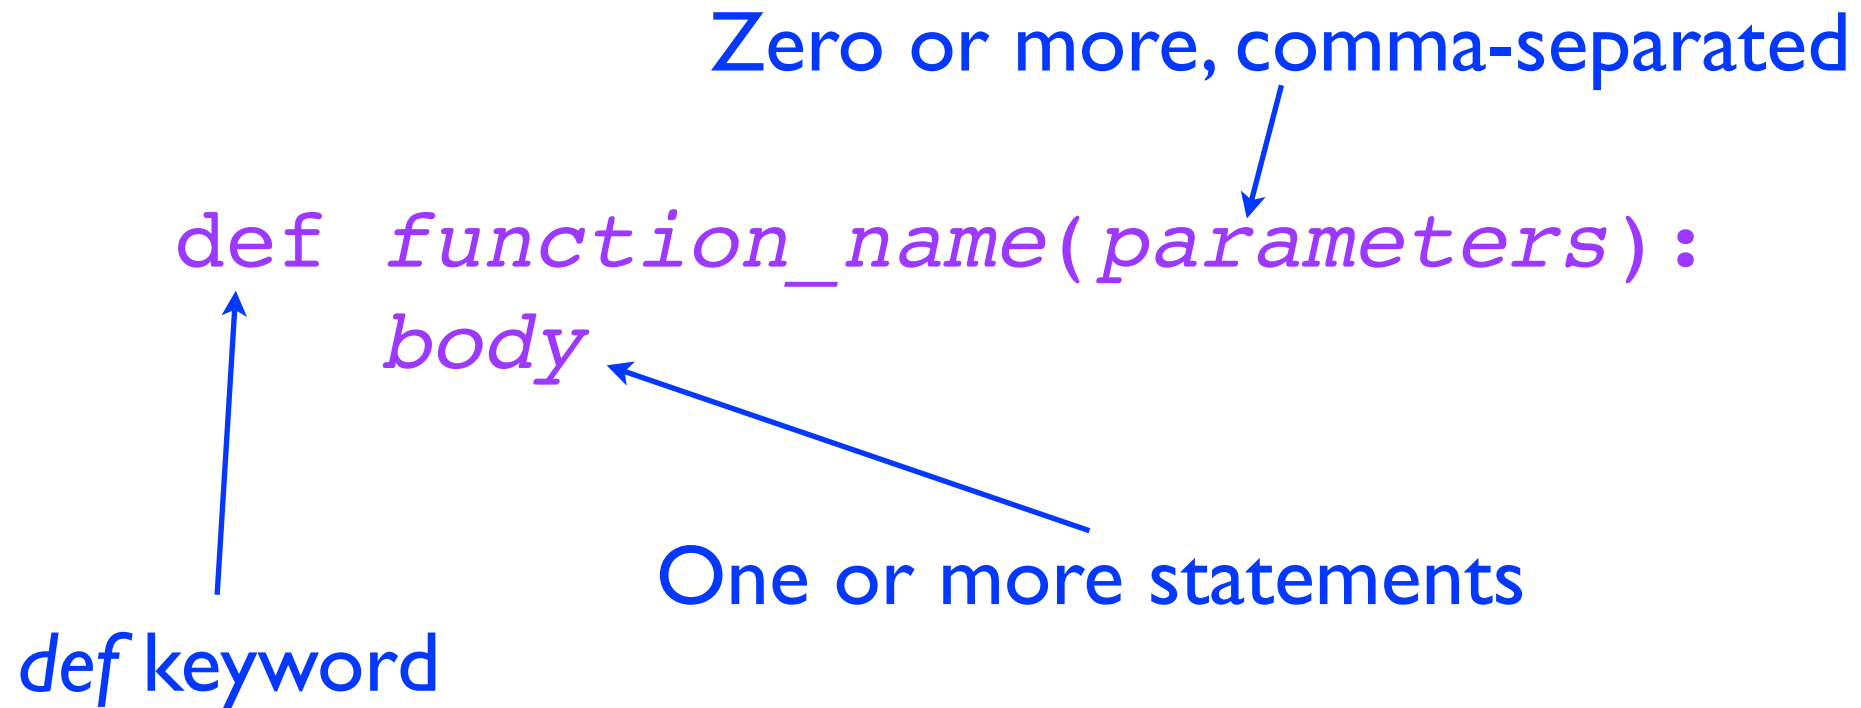 Zero or more, comma-separated
def function_name(parameters):
body
One or more statements
def keyword